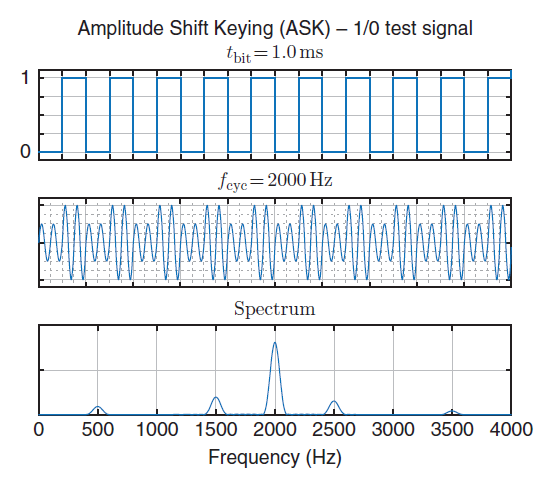 Amplitude Shift Keying (ASK) – 1/0 test signal
t_bit = 1.0 ms
1
0
f_cyc = 2000 Hz
Spectrum
0 500 1000 1500 2000 2500 3000 3500 4000
Frequency (Hz)